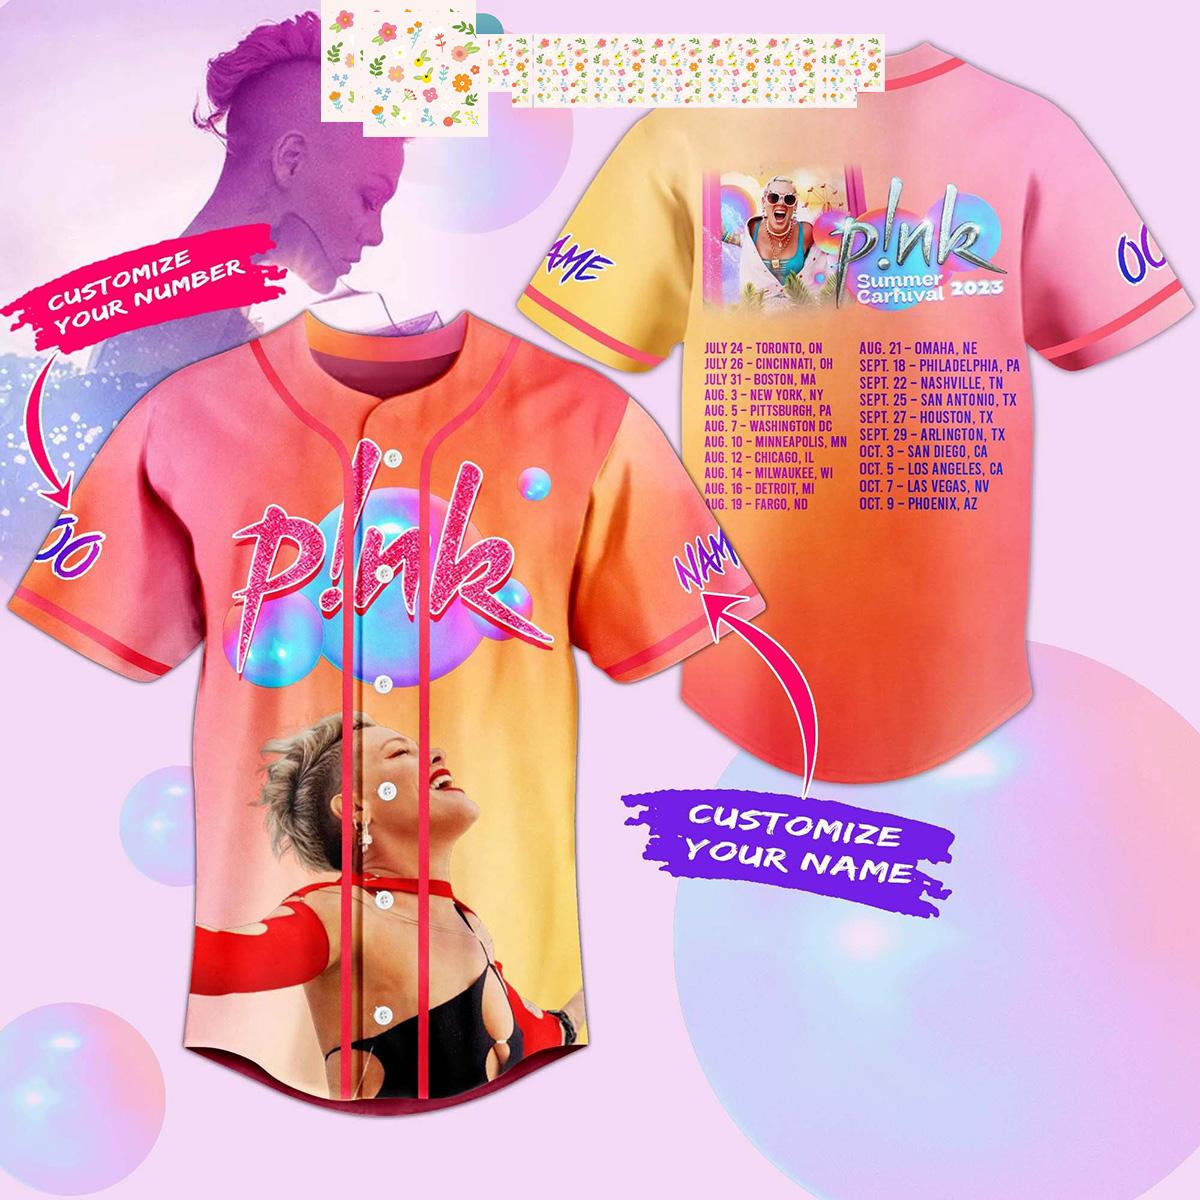 CUSTOMIZE
YOUR NUMBER
p!nk
Summer
Carnival 2023
AME
OO
JULY 24 – TORONTO, ON
JULY 26 – CINCINNATI, OH
JULY 31 – BOSTON, MA
AUG. 3 – NEW YORK, NY
AUG. 5 – PITTSBURGH, PA
AUG. 7 – WASHINGTON DC
AUG. 10 – MINNEAPOLIS, MN
AUG. 12 – CHICAGO, IL
AUG. 14 – MILWAUKEE, WI
AUG. 16 – DETROIT, MI
AUG. 19 – FARGO, ND
AUG. 21 – OMAHA, NE
SEPT. 18 – PHILADELPHIA, PA
SEPT. 22 – NASHVILLE, TN
SEPT. 25 – SAN ANTONIO, TX
SEPT. 27 – HOUSTON, TX
SEPT. 29 – ARLINGTON, TX
OCT. 3 – SAN DIEGO, CA
OCT. 5 – LOS ANGELES, CA
OCT. 7 – LAS VEGAS, NV
OCT. 9 – PHOENIX, AZ
p!nk
OO
NAM
CUSTOMIZE
YOUR NAME